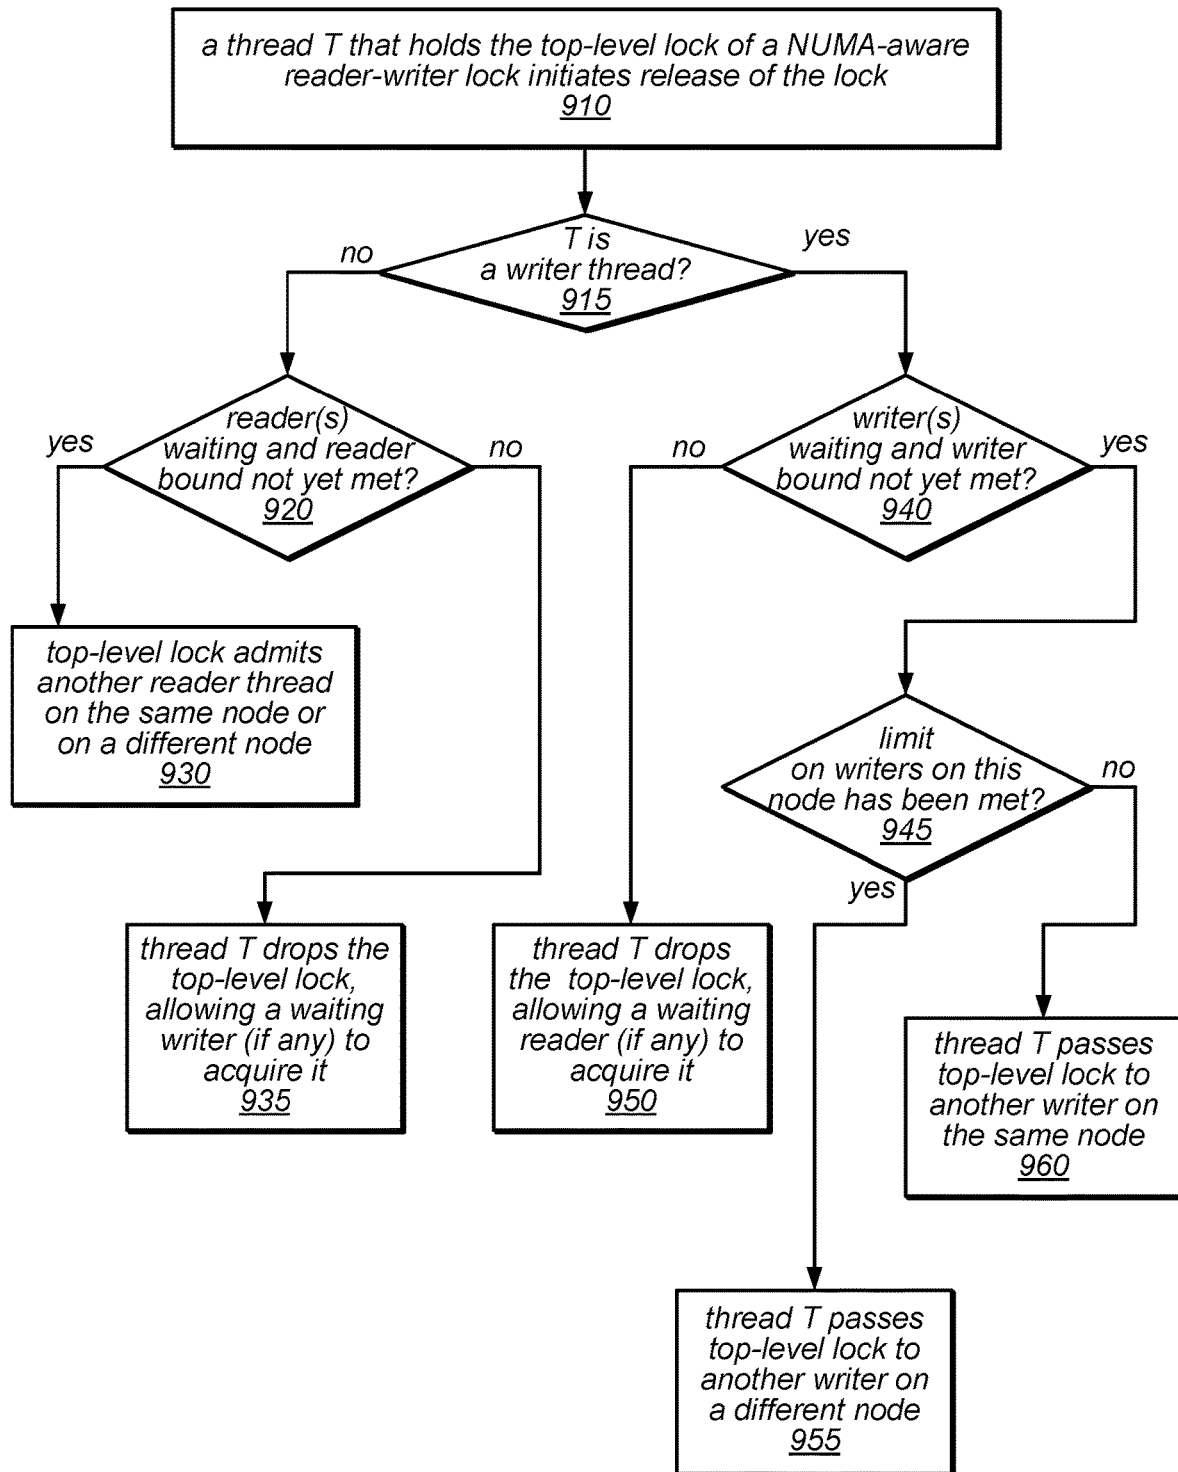 a thread T that holds the top-level lock of a NUMA-aware
reader-writer lock initiates release of the lock
910
T is
a writer thread?
915
no
yes
reader(s)
waiting and reader
bound not yet met?
920
yes
no
writer(s)
waiting and writer
bound not yet met?
940
no
yes
top-level lock admits
another reader thread
on the same node or
on a different node
930
limit
on writers on this
node has been met?
945
no
yes
thread T drops the
top-level lock,
allowing a waiting
writer (if any) to
acquire it
935
thread T drops
the top-level lock,
allowing a waiting
reader (if any) to
acquire it
950
thread T passes
top-level lock to
another writer on
the same node
960
thread T passes
top-level lock to
another writer on
a different node
955